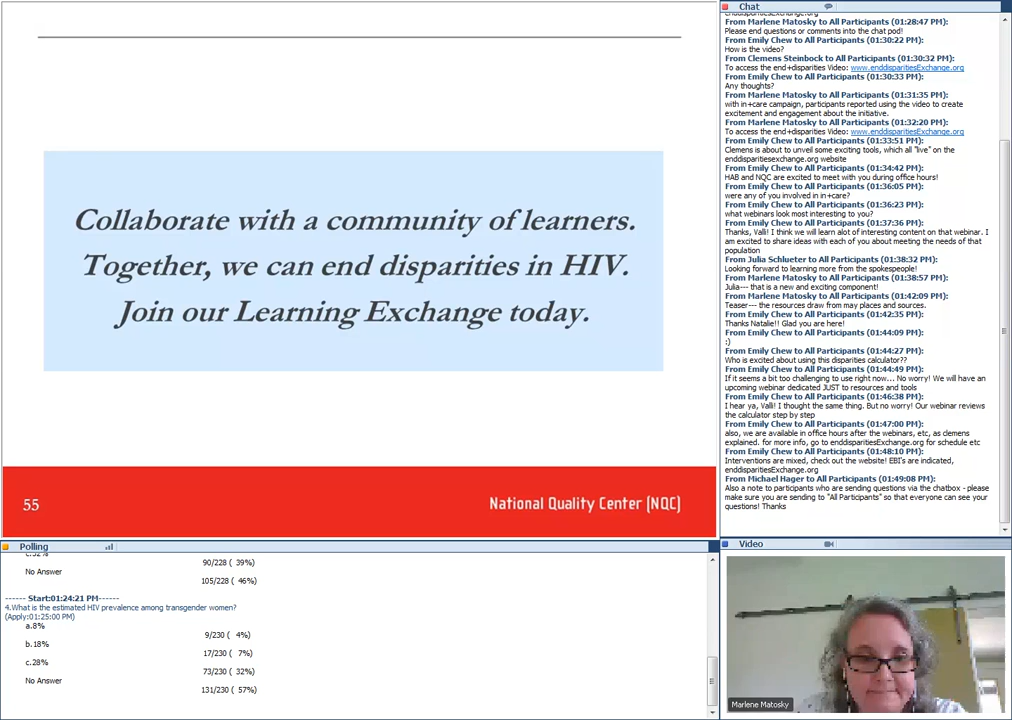 Collaborate with a community of learners.
Together, we can end disparities in HIV.
Join our Learning Exchange today.
55
National Quality Center (NQC)
Chat
enddisparitiesExchange.org
From Marlene Matosky to All Participants (01:28:47 PM):
Please end questions or comments into the chat pod!
From Emily Chew to All Participants (01:30:22 PM):
How is the video?
From Clemens Steinbock to All Participants (01:30:32 PM):
To access the end+disparities Video: www.enddisparitiesExchange.org
From Emily Chew to All Participants (01:30:33 PM):
Any thoughts?
From Marlene Matosky to All Participants (01:31:35 PM):
with in+care campaign, participants reported using the video to create
excitement and engagement about the initiative.
From Marlene Matosky to All Participants (01:32:20 PM):
To access the end+disparities Video: www.enddisparitiesExchange.org
From Emily Chew to All Participants (01:33:51 PM):
Clemens is about to unveil some exciting tools, which all "live" on the
enddisparitiesexchange.org website
From Emily Chew to All Participants (01:34:42 PM):
HAB and NQC are excited to meet with you during office hours!
From Emily Chew to All Participants (01:36:05 PM):
were any of you involved in in+care?
From Emily Chew to All Participants (01:36:23 PM):
what webinars look most interesting to you?
From Emily Chew to All Participants (01:37:36 PM):
Thanks, Valli! I think we will learn alot of interesting content on that webinar. I
am excited to share ideas with each of you about meeting the needs of that
population
From Julia Schlueter to All Participants (01:38:32 PM):
Looking forward to learning more from the spokespeople!
From Marlene Matosky to All Participants (01:38:57 PM):
Julia--- that is a new and exciting component!
From Marlene Matosky to All Participants (01:42:09 PM):
Teaser--- the resources draw from may places and sources.
From Emily Chew to All Participants (01:42:35 PM):
Thanks Natalie!! Glad you are here!
From Emily Chew to All Participants (01:44:09 PM):
:)
From Emily Chew to All Participants (01:44:27 PM):
Who is excited about using this disparities calculator??
From Emily Chew to All Participants (01:44:49 PM):
If it seems a bit too challenging to use right now... No worry! We will have an
upcoming webinar dedicated JUST to resources and tools
From Emily Chew to All Participants (01:46:38 PM):
I hear ya, Valli! I thought the same thing. But no worry! Our webinar reviews
the calculator step by step
From Emily Chew to All Participants (01:47:00 PM):
also, we are available in office hours after the webinars, etc, as clemens
explained. for more info, go to enddisparitiesExchange.org for schedule etc
From Emily Chew to All Participants (01:48:10 PM):
Interventions are mixed, check out the website! EBI's are indicated,
enddisparitiesExchange.org
From Michael Hager to All Participants (01:49:08 PM):
Also a note to participants who are sending questions via the chatbox - please
make sure you are sending to "All Participants" so that everyone can see your
questions! Thanks
Polling
c.32%
90/228 ( 39%)
No Answer
105/228 ( 46%)
------ Start:01:24:21 PM------
4.What is the estimated HIV prevalence among transgender women?
(Apply:01:25:00 PM)
a.8%
9/230 ( 4%)
b.18%
17/230 ( 7%)
c.28%
73/230 ( 32%)
No Answer
131/230 ( 57%)
Video
Marlene Matosky